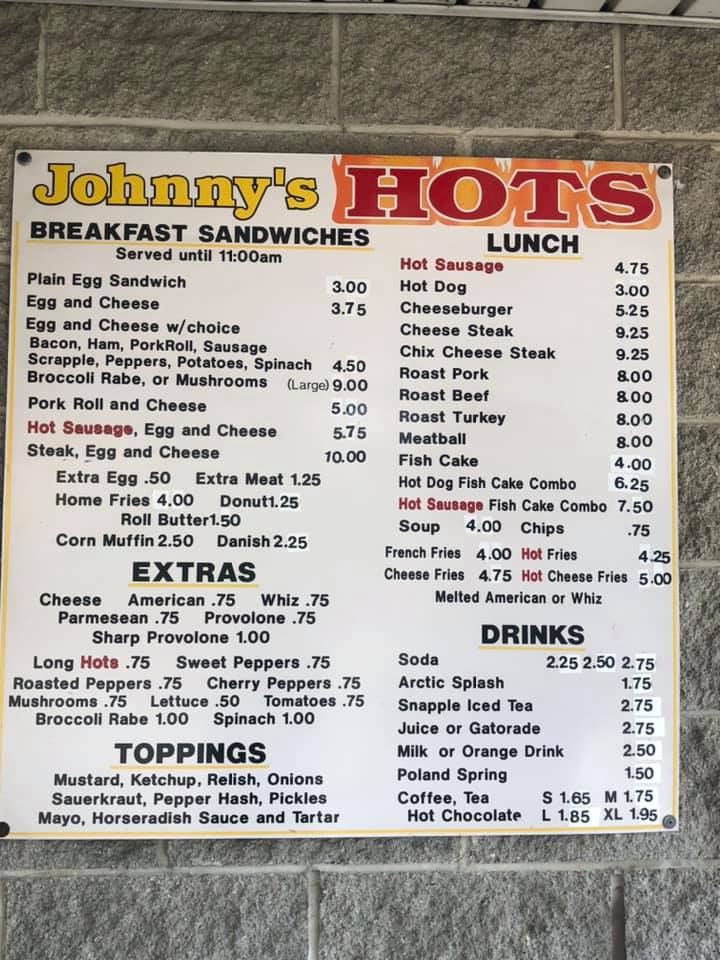 Johnny's HOTS
BREAKFAST SANDWICHES
Served until 11:00am
Plain Egg Sandwich 3.00
Egg and Cheese 3.75
Egg and Cheese w/choice
Bacon, Ham, PorkRoll, Sausage
Scrapple, Peppers, Potatoes, Spinach 4.50
Broccoli Rabe, or Mushrooms (Large) 9.00
Pork Roll and Cheese 5.00
Hot Sausage, Egg and Cheese 5.75
Steak, Egg and Cheese 10.00
Extra Egg .50 Extra Meat 1.25
Home Fries 4.00 Donut 1.25
Roll Butter 1.50
Corn Muffin 2.50 Danish 2.25
EXTRAS
Cheese American .75 Whiz .75
Parmesean .75 Provolone .75
Sharp Provolone 1.00
Long Hots .75 Sweet Peppers .75
Roasted Peppers .75 Cherry Peppers .75
Mushrooms .75 Lettuce .50 Tomatoes .75
Broccoli Rabe 1.00 Spinach 1.00
TOPPINGS
Mustard, Ketchup, Relish, Onions
Sauerkraut, Pepper Hash, Pickles
Mayo, Horseradish Sauce and Tartar
LUNCH
Hot Sausage 4.75
Hot Dog 3.00
Cheeseburger 5.25
Cheese Steak 9.25
Chix Cheese Steak 9.25
Roast Pork 8.00
Roast Beef 8.00
Roast Turkey 8.00
Meatball 8.00
Fish Cake 4.00
Hot Dog Fish Cake Combo 6.25
Hot Sausage Fish Cake Combo 7.50
Soup 4.00 Chips .75
French Fries 4.00 Hot Fries 4.25
Cheese Fries 4.75 Hot Cheese Fries 5.00
Melted American or Whiz
DRINKS
Soda 2.25 2.50 2.75
Arctic Splash 1.75
Snapple Iced Tea 2.75
Juice or Gatorade 2.75
Milk or Orange Drink 2.50
Poland Spring 1.50
Coffee, Tea S 1.65 M 1.75
Hot Chocolate L 1.85 XL 1.95